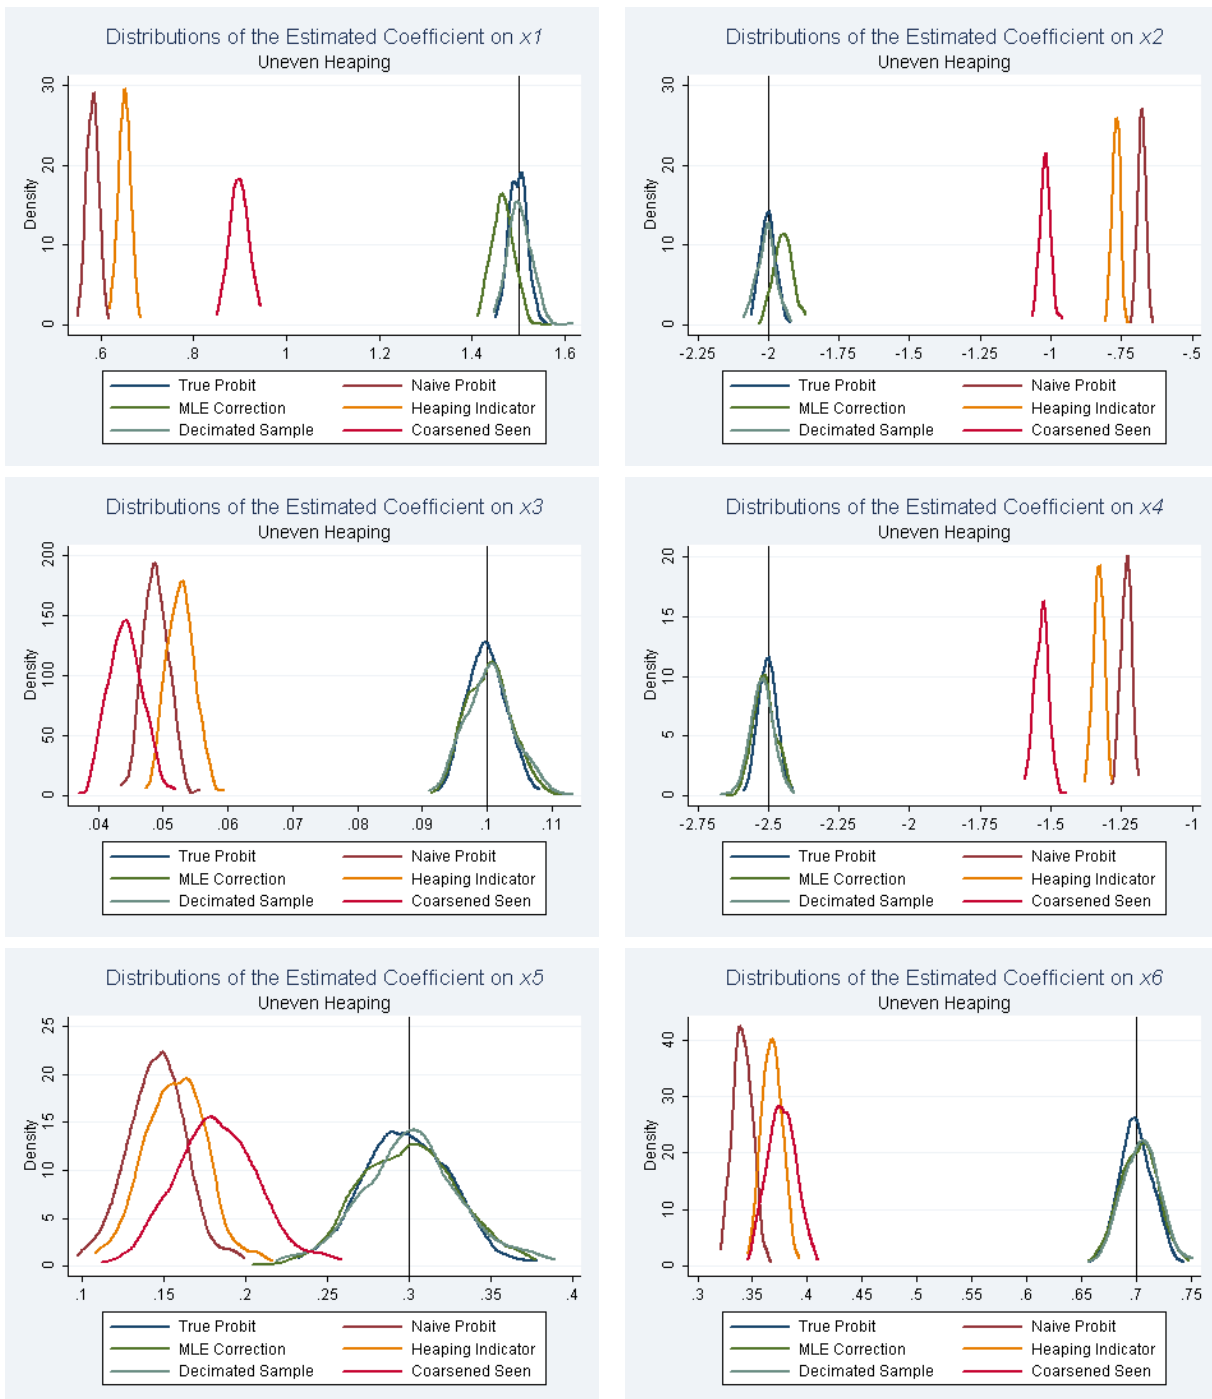 Distributions of the Estimated Coefficient on x1
Uneven Heaping
Density
0 10 20 30
.6 .8 1 1.2 1.4 1.6
True Probit Naive Probit
MLE Correction Heaping Indicator
Decimated Sample Coarsened Seen
Distributions of the Estimated Coefficient on x2
Uneven Heaping
Density
0 10 20 30
-2.25 -2 -1.75 -1.5 -1.25 -1 -.75 -.5
True Probit Naive Probit
MLE Correction Heaping Indicator
Decimated Sample Coarsened Seen
Distributions of the Estimated Coefficient on x3
Uneven Heaping
Density
0 50 100 150 200
.04 .05 .06 .07 .08 .09 .1 .11
True Probit Naive Probit
MLE Correction Heaping Indicator
Decimated Sample Coarsened Seen
Distributions of the Estimated Coefficient on x4
Uneven Heaping
Density
0 5 10 15 20
-2.75 -2.5 -2.25 -2 -1.75 -1.5 -1.25 -1
True Probit Naive Probit
MLE Correction Heaping Indicator
Decimated Sample Coarsened Seen
Distributions of the Estimated Coefficient on x5
Uneven Heaping
Density
0 5 10 15 20 25
.1 .15 .2 .25 .3 .35 .4
True Probit Naive Probit
MLE Correction Heaping Indicator
Decimated Sample Coarsened Seen
Distributions of the Estimated Coefficient on x6
Uneven Heaping
Density
0 10 20 30 40
.3 .35 .4 .45 .5 .55 .6 .65 .7 .75
True Probit Naive Probit
MLE Correction Heaping Indicator
Decimated Sample Coarsened Seen